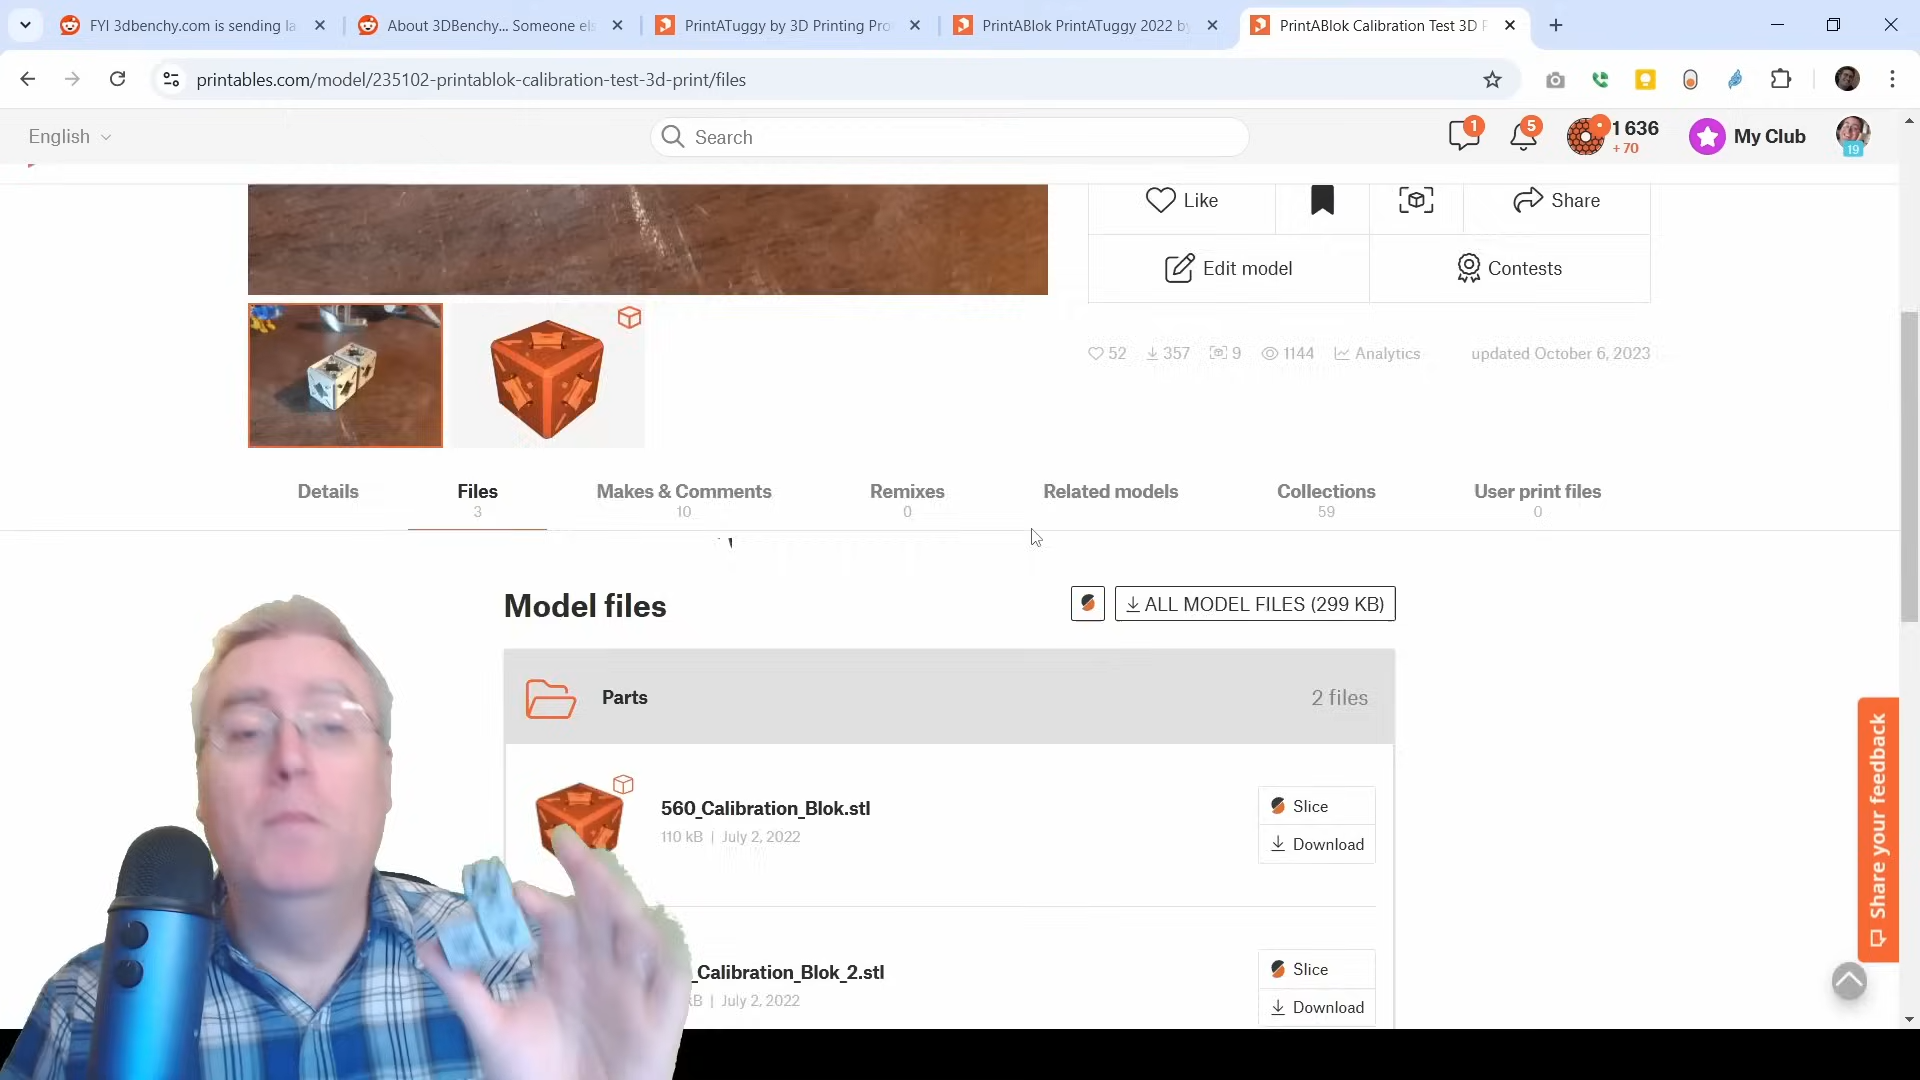 FYI 3dbenchy.com is sending la
About 3DBenchy... Someone els
PrintATuggy by 3D Printing Pro
PrintABlok PrintATuggy 2022 by
PrintABlok Calibration Test 3D P
printables.com/model/235102-printablok-calibration-test-3d-print/files
English
Search
1
5
1 636
+ 70
My Club
19
Like
Share
Edit model
Contests
52
357
9
1144
Analytics
updated October 6, 2023
Details
Files
3
Makes & Comments
10
Remixes
0
Related models
Collections
59
User print files
0
Model files
ALL MODEL FILES (299 KB)
Parts
2 files
560_Calibration_Blok.stl
110 kB | July 2, 2022
Slice
Download
_Calibration_Blok_2.stl
kB | July 2, 2022
Slice
Download
Share your feedback